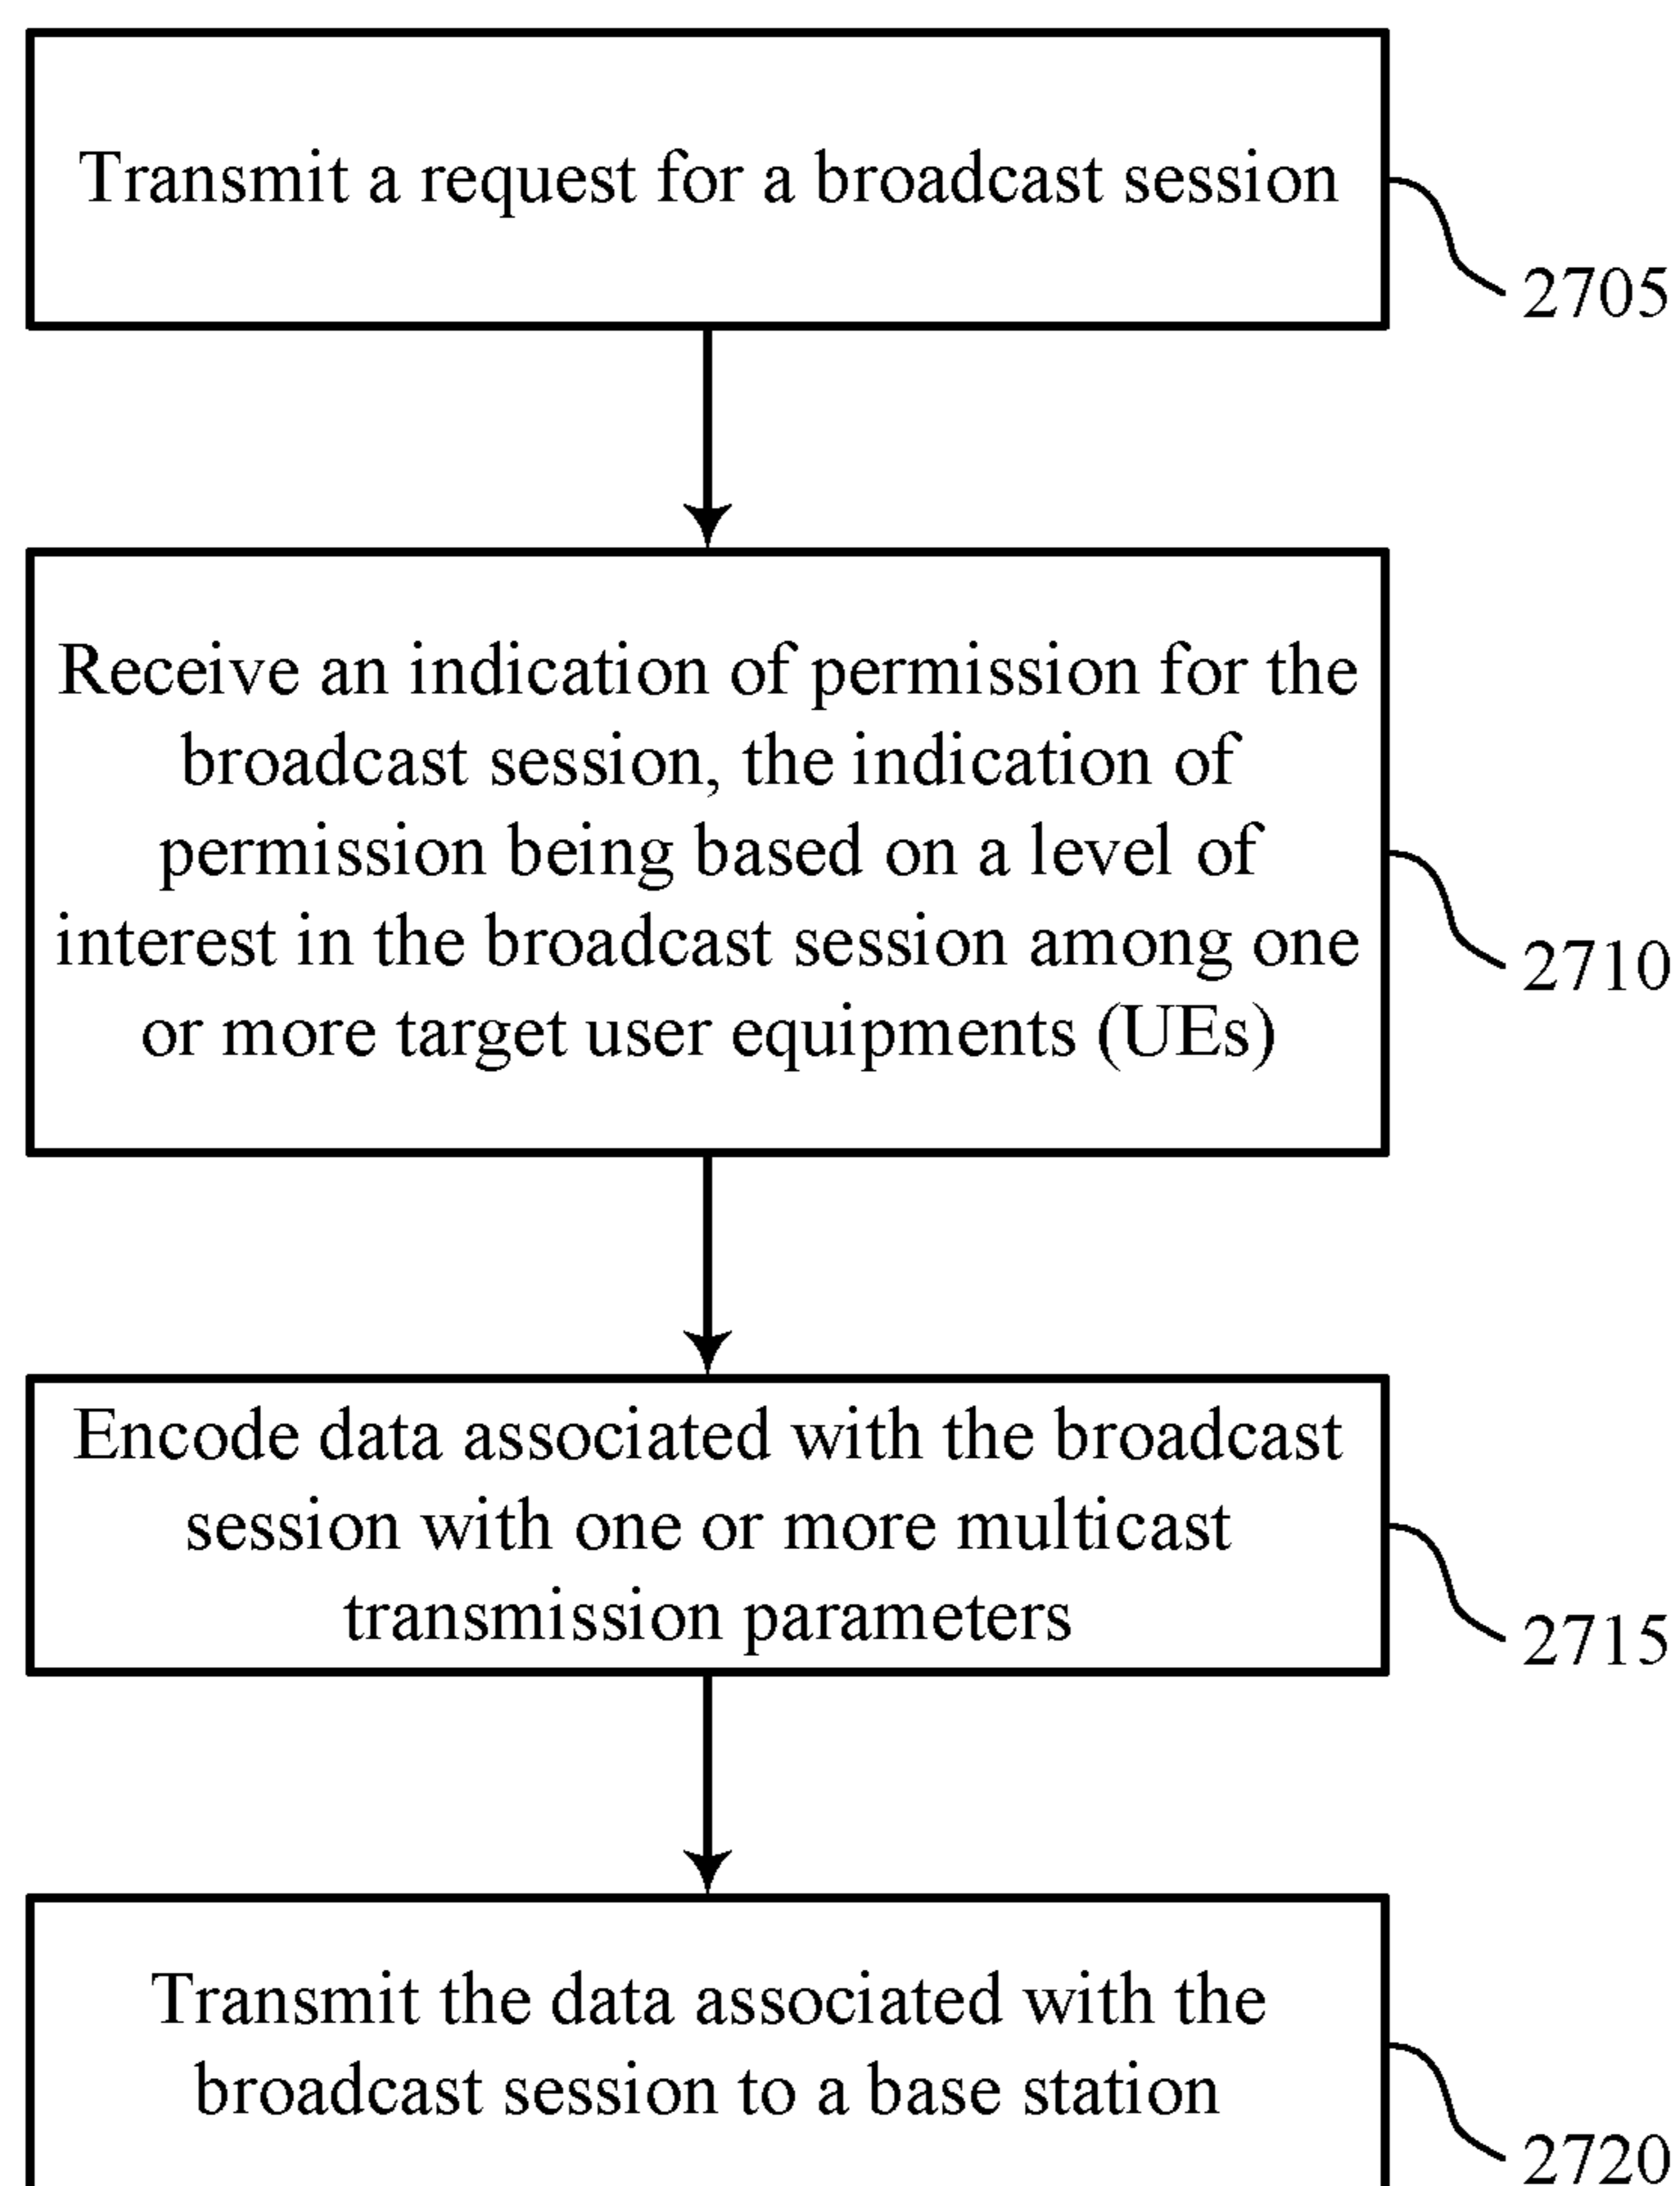 Transmit a request for a broadcast session
2705
Receive an indication of permission for the
broadcast session, the indication of
permission being based on a level of
interest in the broadcast session among one
or more target user equipments (UEs)
2710
Encode data associated with the broadcast
session with one or more multicast
transmission parameters
2715
Transmit the data associated with the
broadcast session to a base station
2720